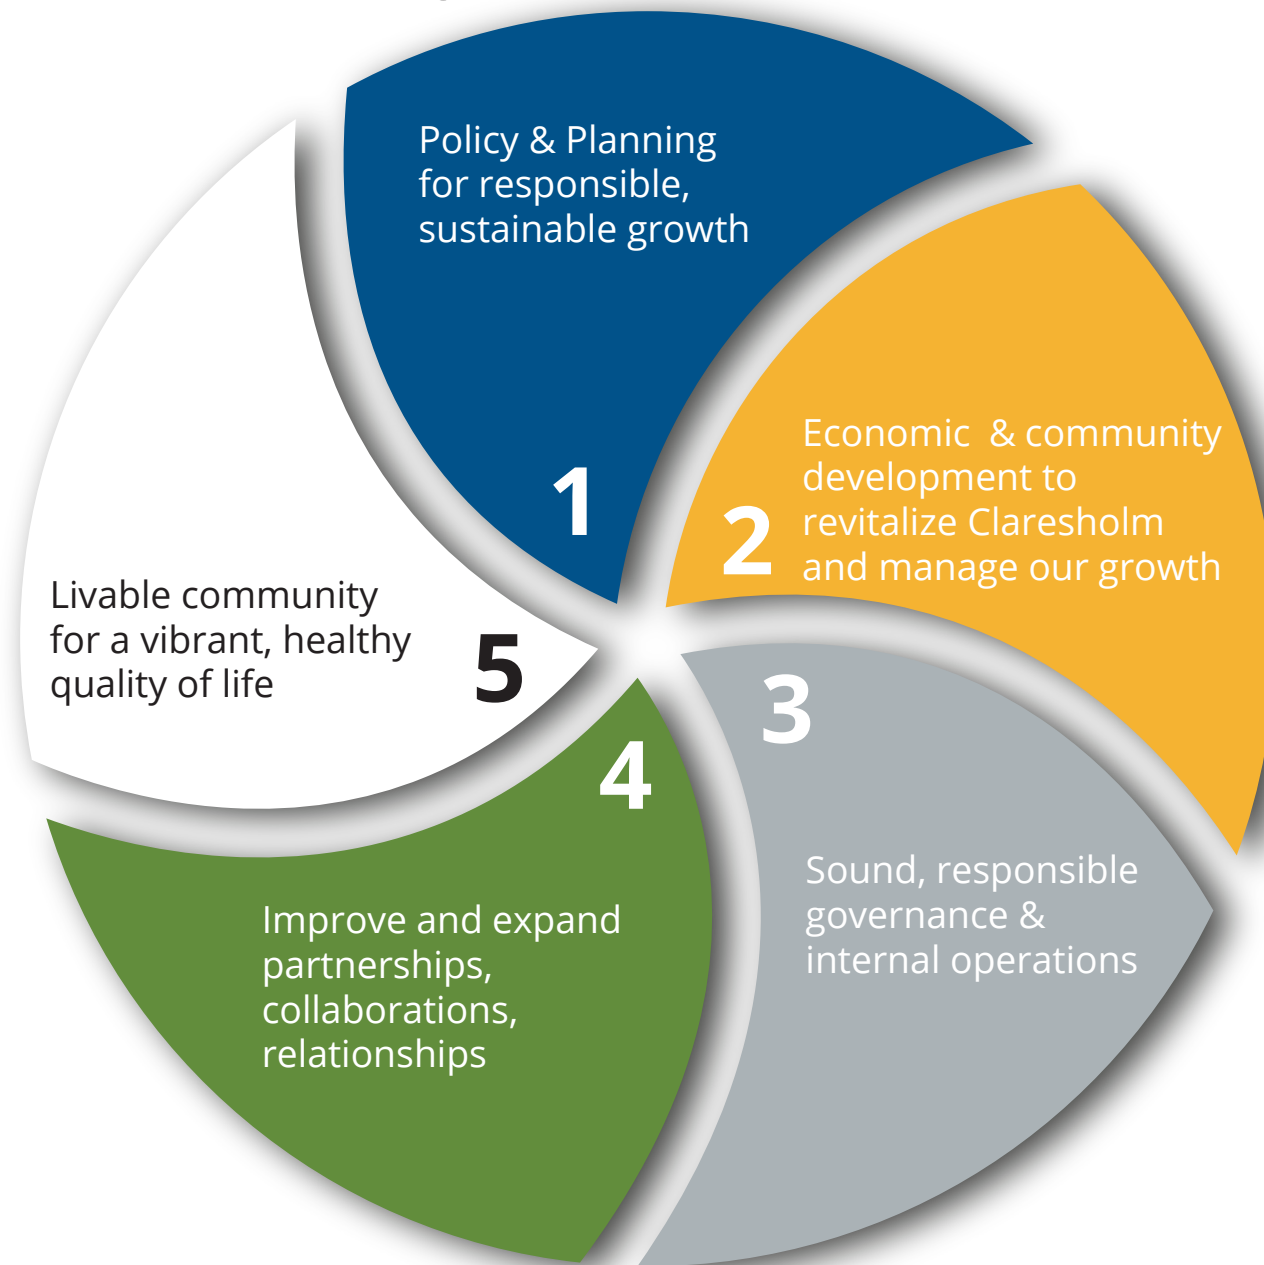 Policy & Planning
for responsible,
sustainable growth
1
Economic  & community
development to
revitalize Claresholm
and manage our growth
2
3
Sound, responsible
governance &
internal operations
4
Improve and expand
partnerships,
collaborations,
relationships
Livable community
for a vibrant, healthy
quality of life
5